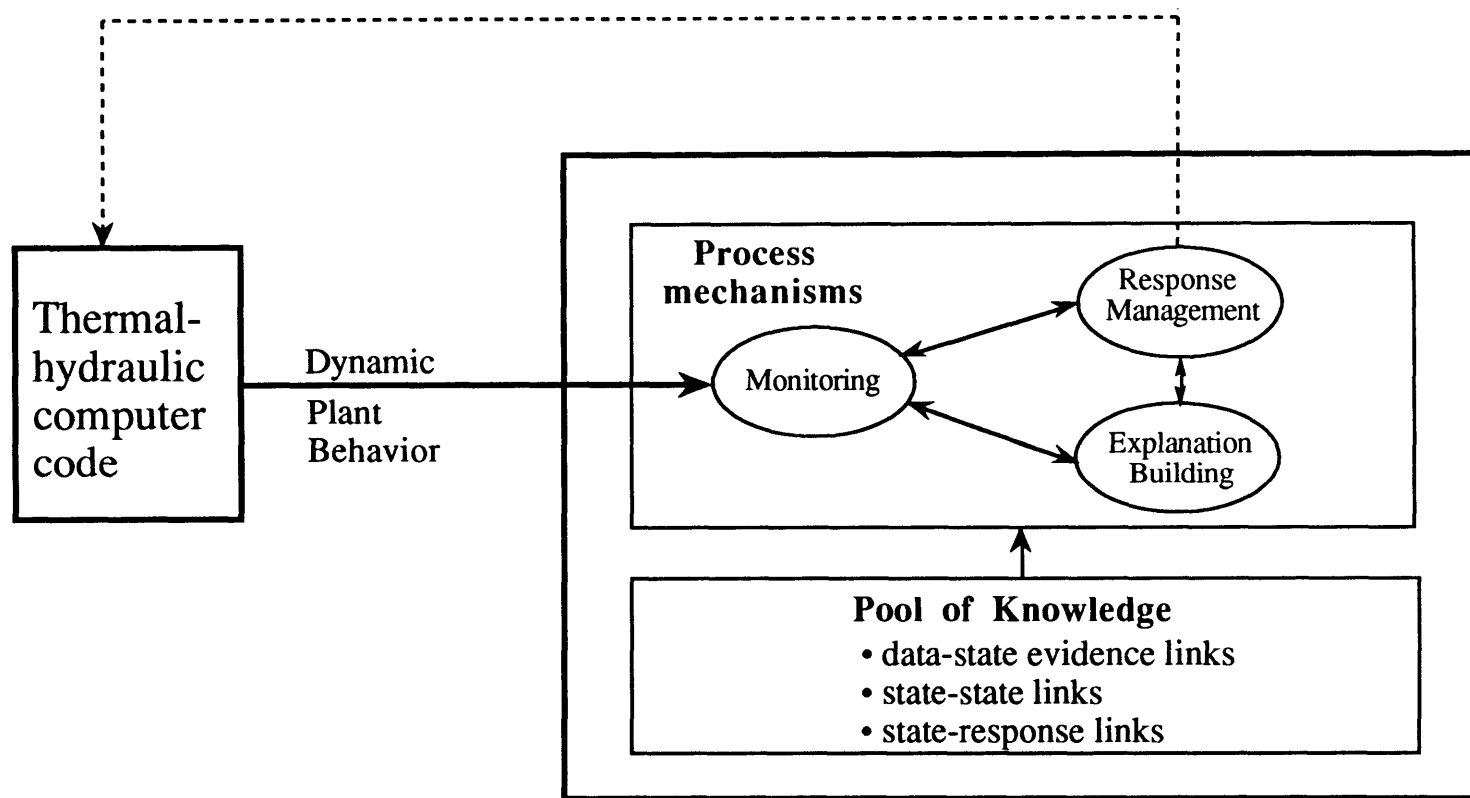 Thermal-
hydraulic
computer
code
Dynamic
Plant
Behavior
Process
mechanisms
Monitoring
Response
Management
Explanation
Building
Pool of Knowledge
• data-state evidence links
• state-state links
• state-response links